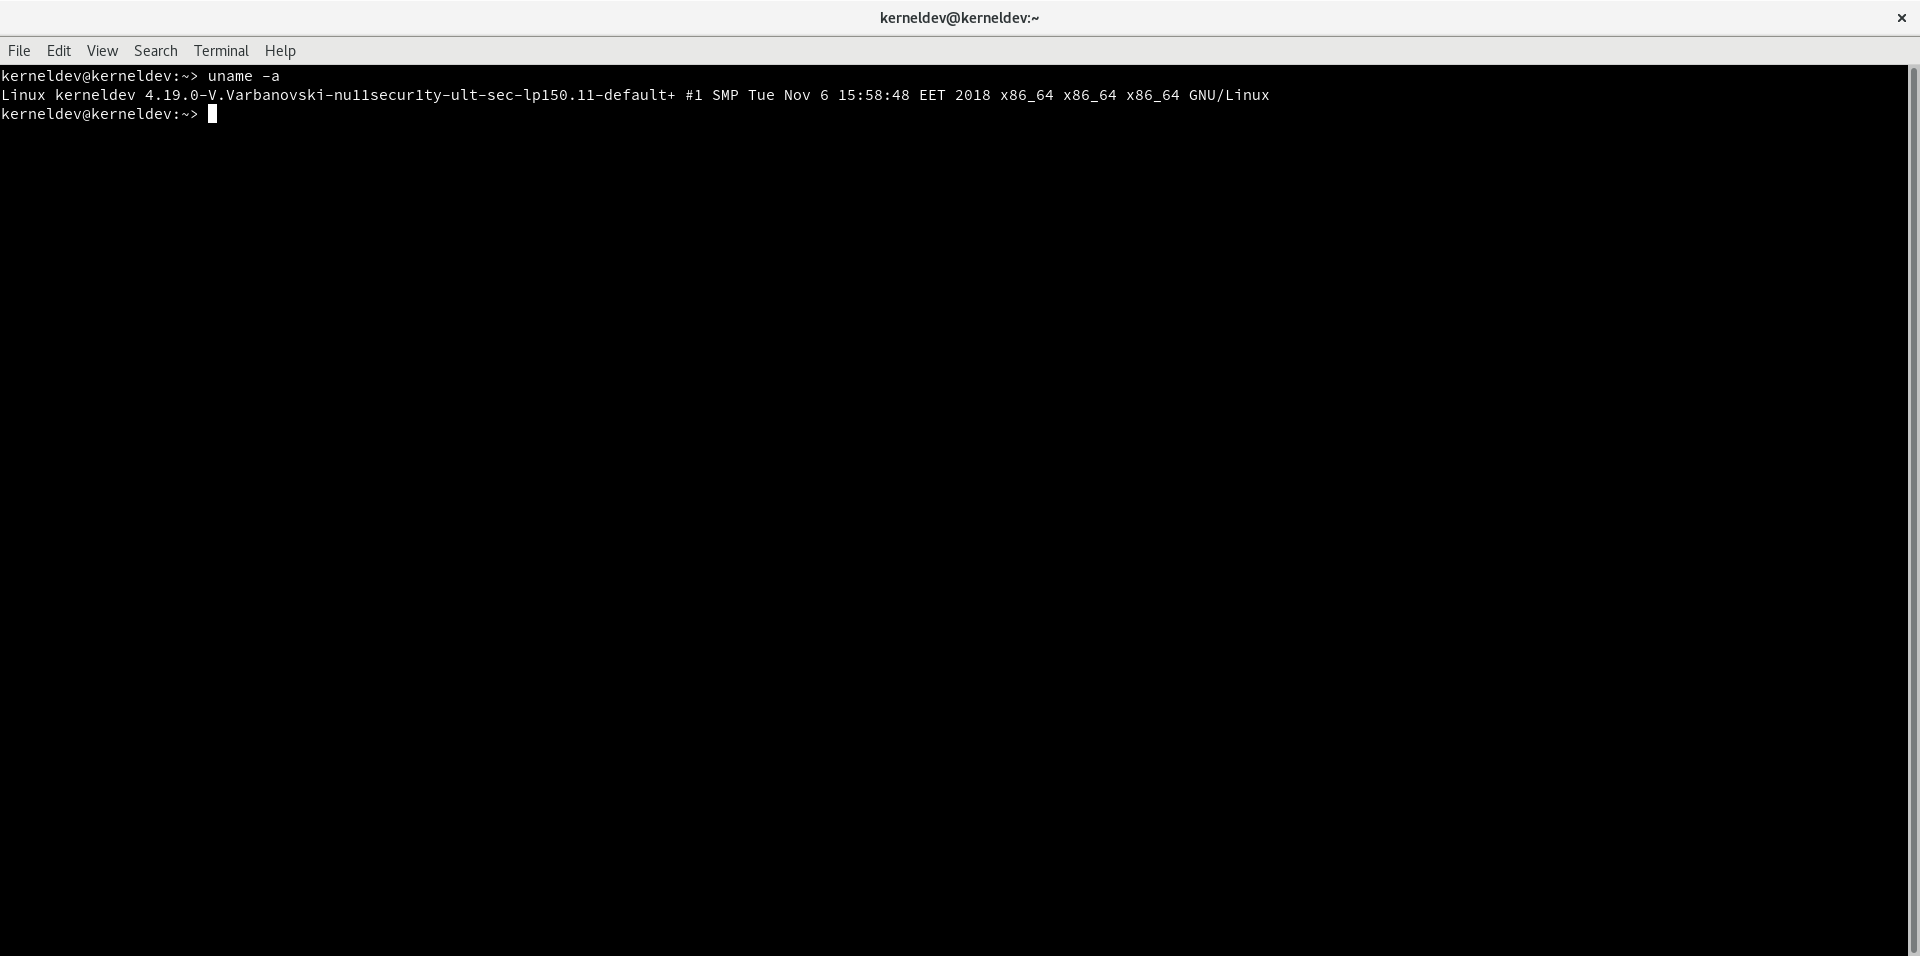 kerneldev@kerneldev:~
File Edit View Search Terminal Help
kerneldev@kerneldev:~> uname -a
Linux kerneldev 4.19.0-V.Varbanovski-nu11secur1ty-ult-sec-lp150.11-default+ #1 SMP Tue Nov 6 15:58:48 EET 2018 x86_64 x86_64 x86_64 GNU/Linux
kerneldev@kerneldev:~>